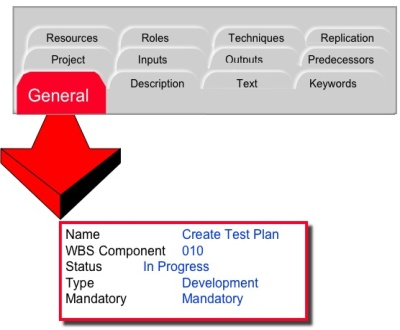 Resources Roles Techniques Replication
Project Inputs Outputs Predecessors
General Description Text Keywords
Name Create Test Plan
WBS Component 010
Status In Progress
Type Development
Mandatory Mandatory